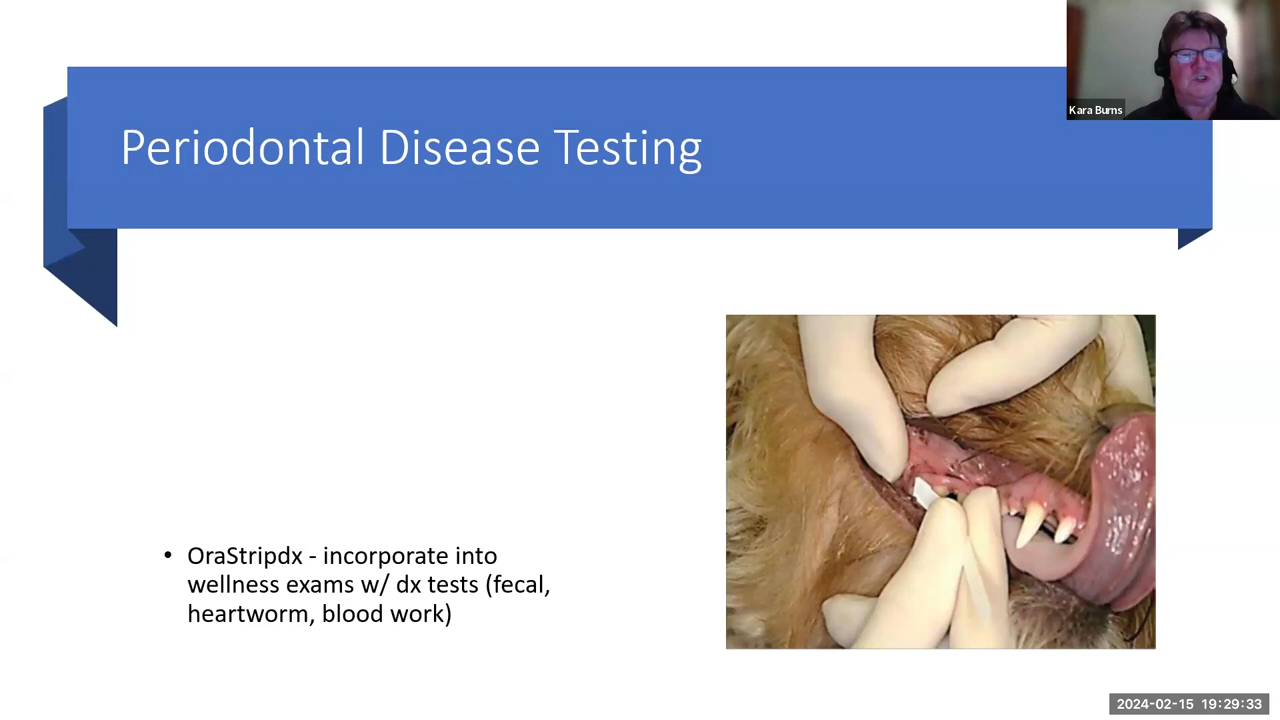 Kara Burns
Periodontal Disease Testing
• OraStripdx - incorporate into
wellness exams w/ dx tests (fecal,
heartworm, blood work)
2024-02-15 19:29:33